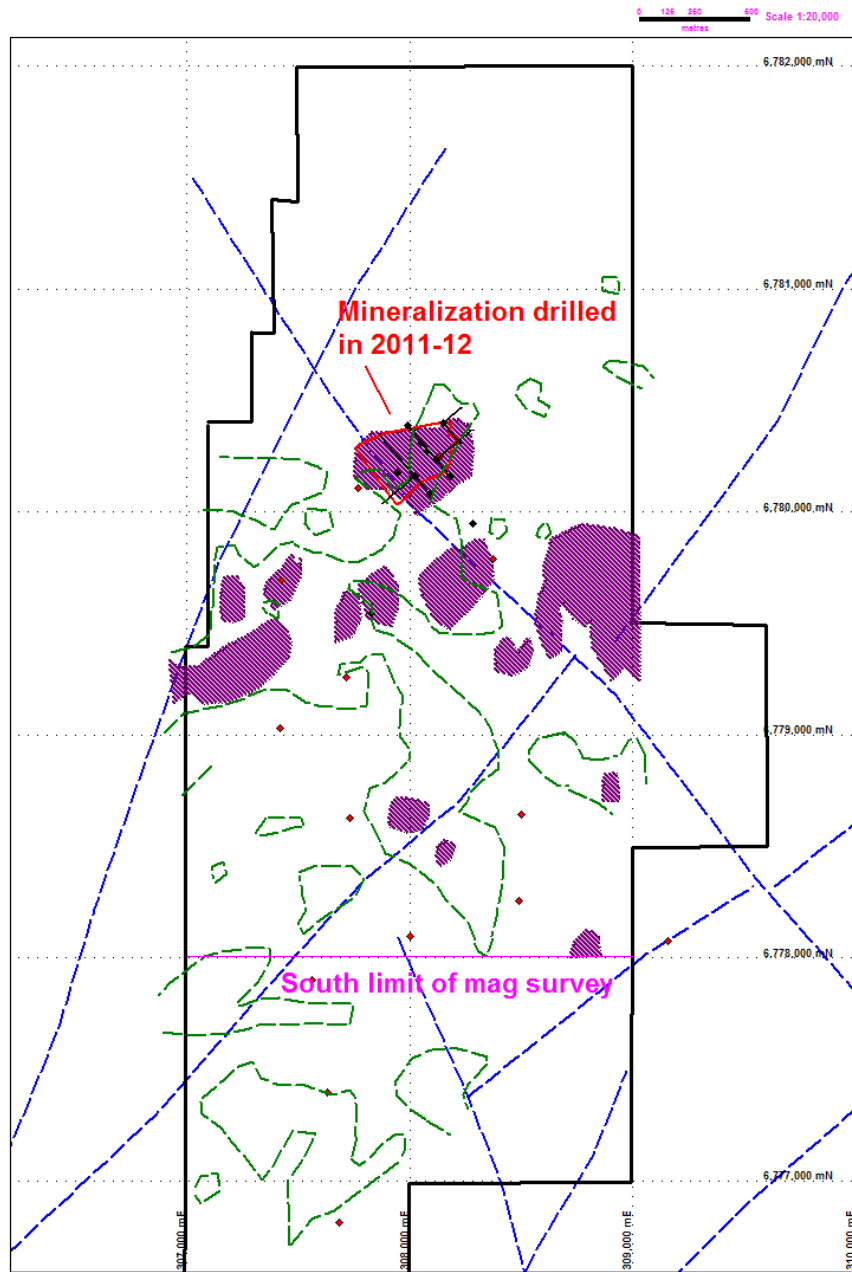 0 125 250 500 Scale 1:20,000
metres
6,782,000 mN
6,781,000 mN
Mineralization drilled
in 2011-12
6,780,000 mN
6,779,000 mN
6,778,000 mN
South limit of mag survey
6,777,000 mN
307,000 mE
308,000 mE
309,000 mE
310,000 mE